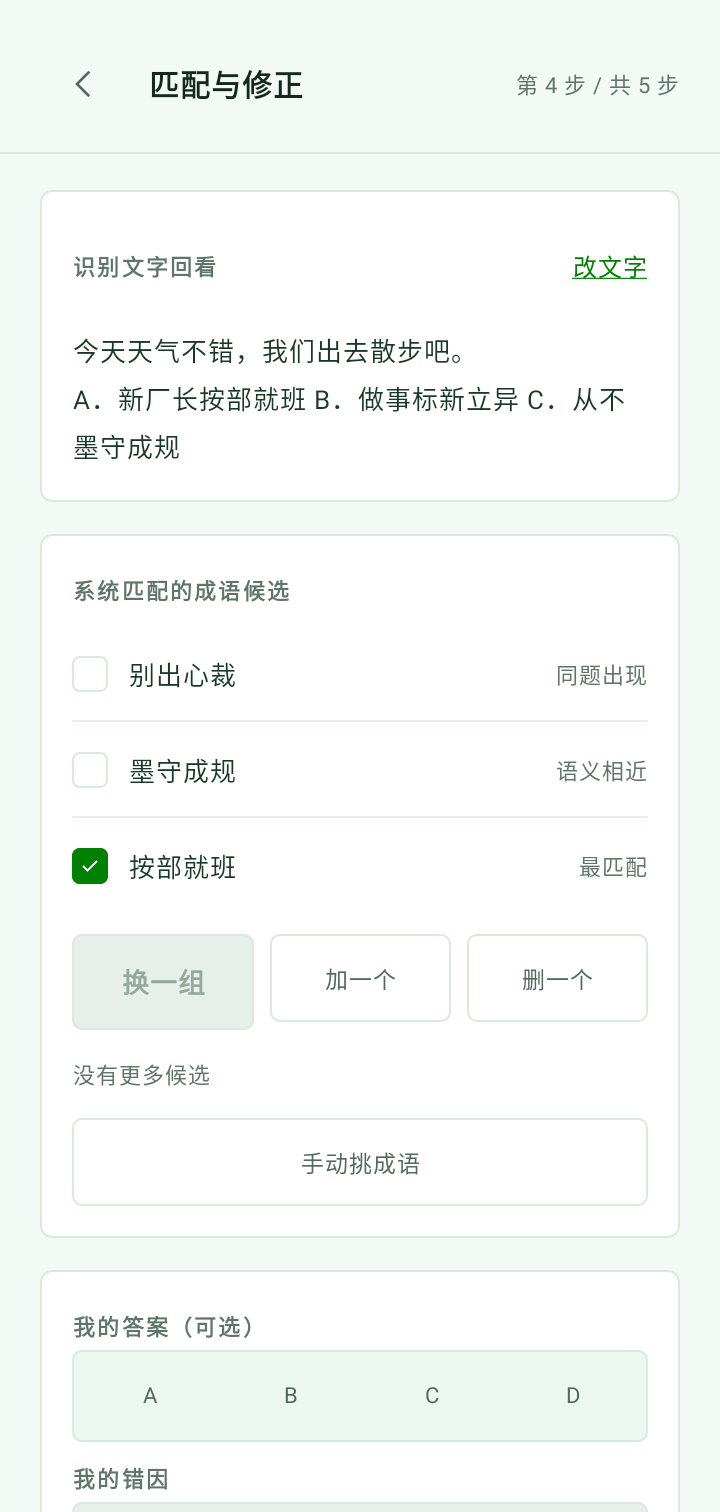 匹配与修正
第 4 步 / 共 5 步
识别文字回看
改文字
今天天气不错，我们出去散步吧。
A．新厂长按部就班 B．做事标新立异 C．从不
墨守成规
系统匹配的成语候选
别出心裁
同题出现
墨守成规
语义相近
按部就班
最匹配
换一组
加一个
删一个
没有更多候选
手动挑成语
我的答案（可选）
A
B
C
D
我的错因